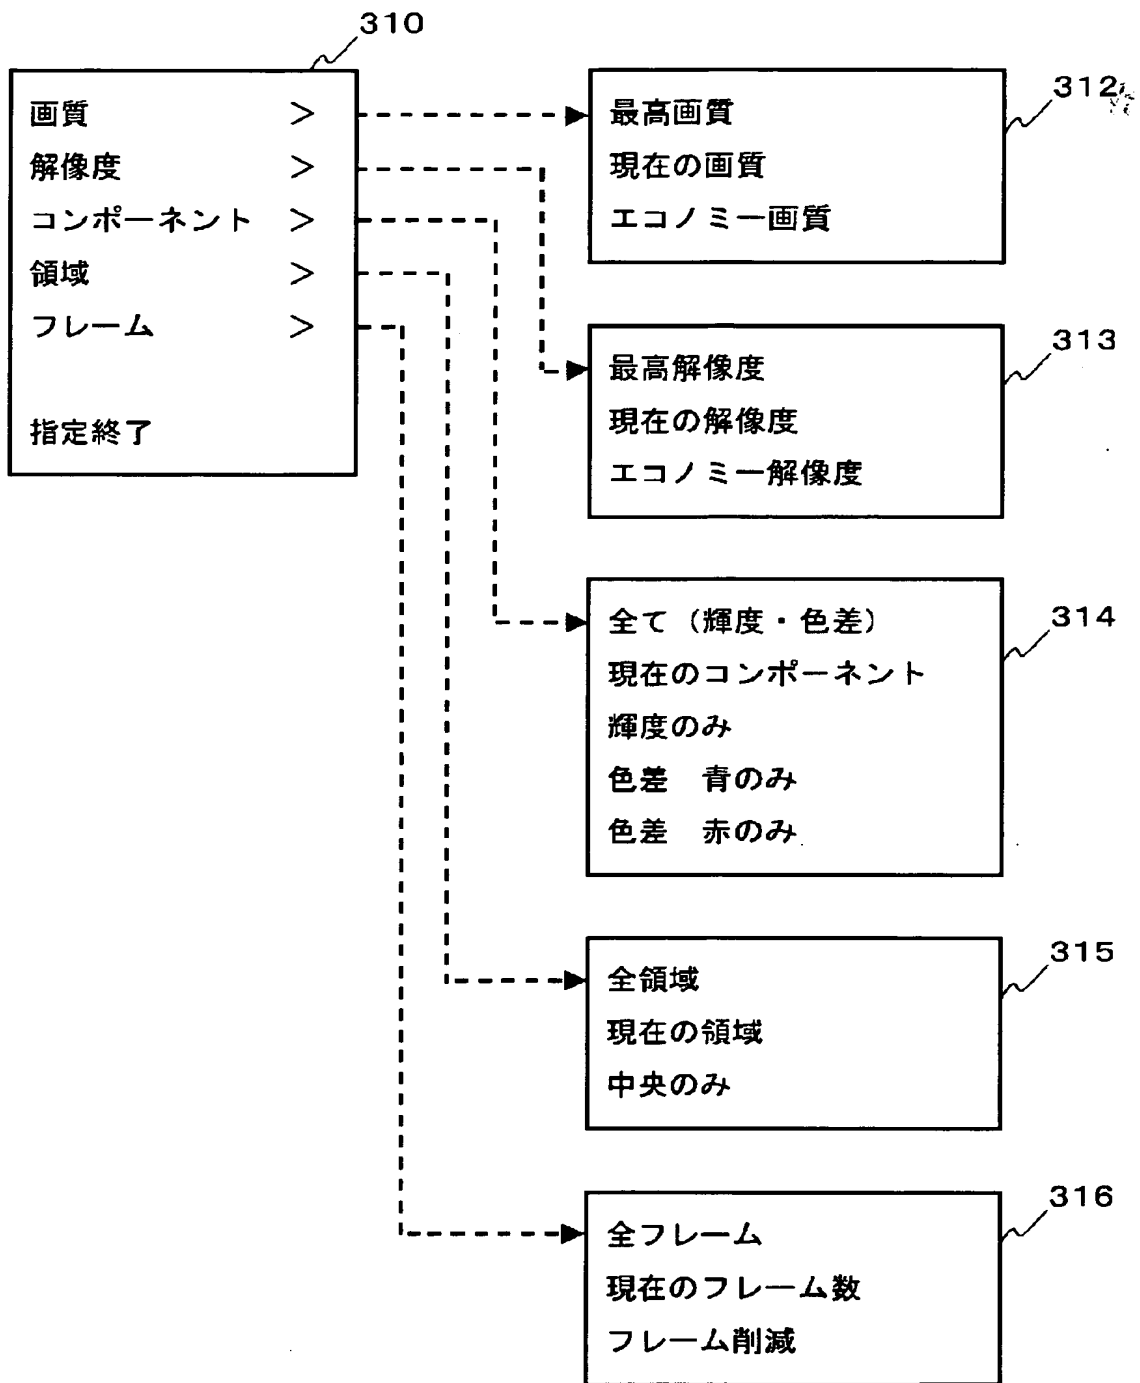 310
画質 >
解像度 >
コンポーネント >
領域 >
フレーム >
指定終了
312
最高画質
現在の画質
エコノミー画質
313
最高解像度
現在の解像度
エコノミー解像度
314
全て（輝度・色差）
現在のコンポーネント
輝度のみ
色差　青のみ
色差　赤のみ
315
全領域
現在の領域
中央のみ
316
全フレーム
現在のフレーム数
フレーム削減